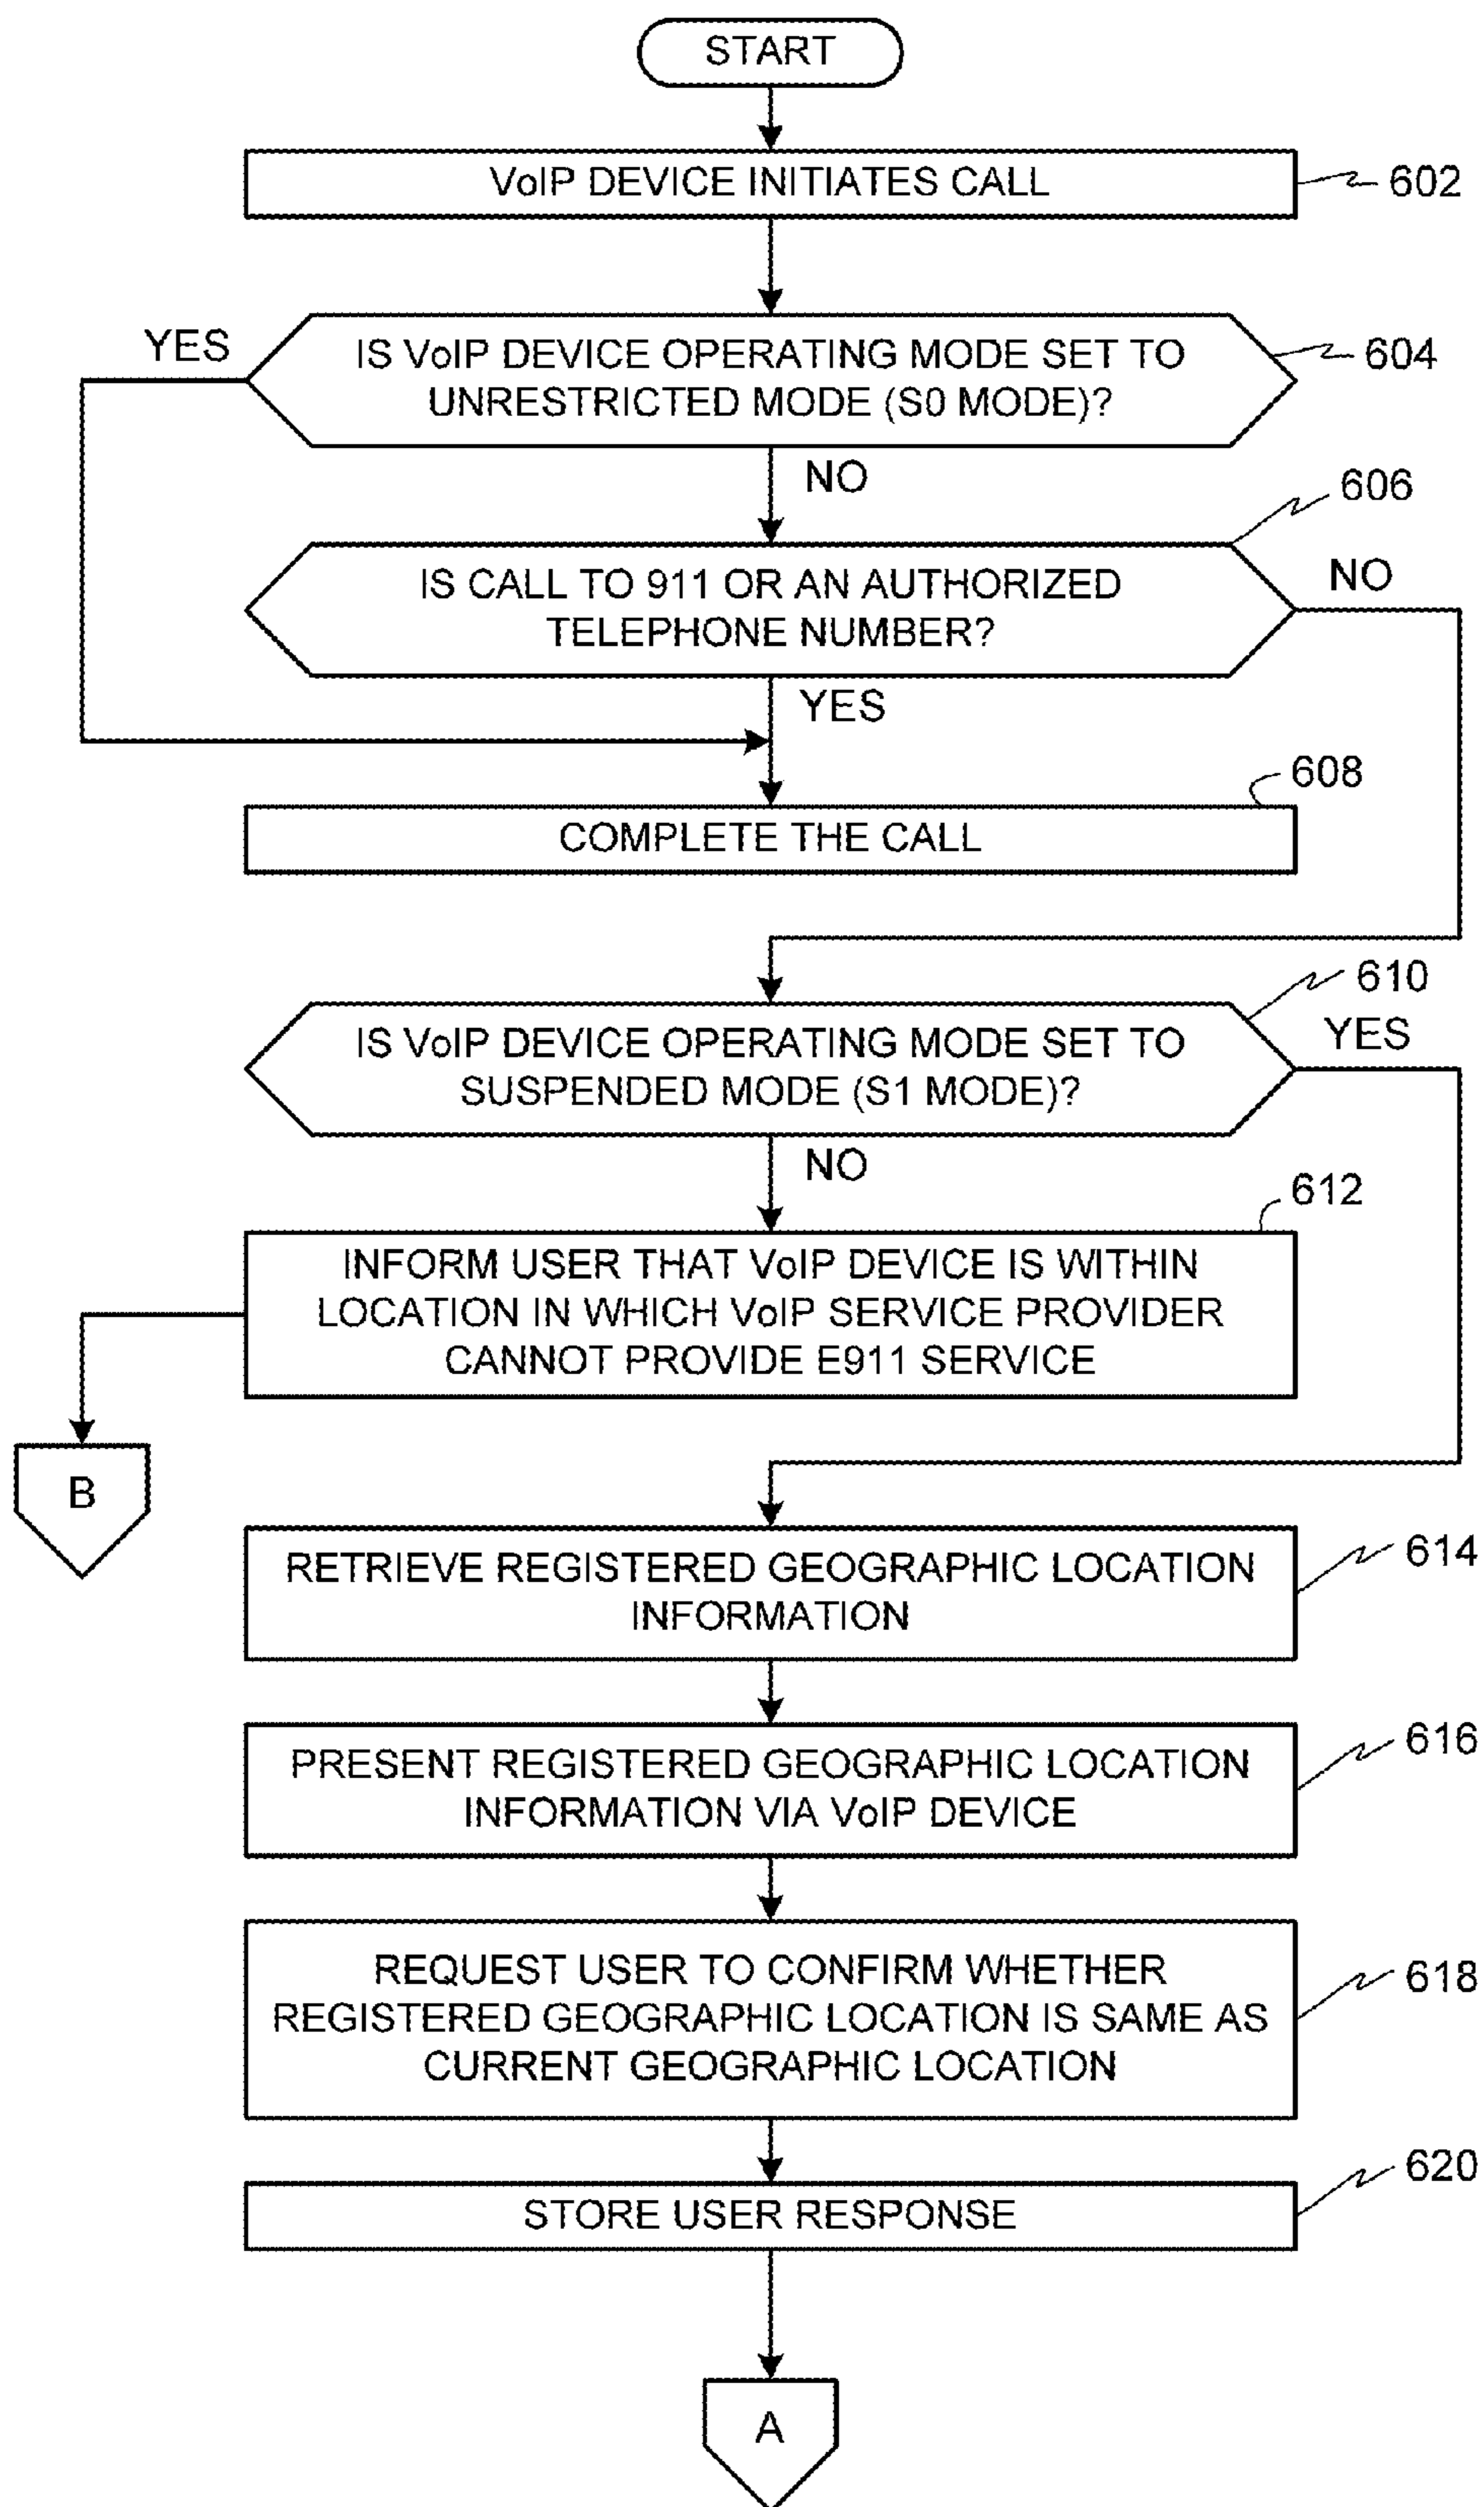 START
VoIP DEVICE INITIATES CALL
602
YES
IS VoIP DEVICE OPERATING MODE SET TO
UNRESTRICTED MODE (S0 MODE)?
604
NO
606
IS CALL TO 911 OR AN AUTHORIZED
TELEPHONE NUMBER?
NO
YES
608
COMPLETE THE CALL
610
IS VoIP DEVICE OPERATING MODE SET TO
SUSPENDED MODE (S1 MODE)?
YES
NO
612
INFORM USER THAT VoIP DEVICE IS WITHIN
LOCATION IN WHICH VoIP SERVICE PROVIDER
CANNOT PROVIDE E911 SERVICE
B
RETRIEVE REGISTERED GEOGRAPHIC LOCATION
INFORMATION
614
PRESENT REGISTERED GEOGRAPHIC LOCATION
INFORMATION VIA VoIP DEVICE
616
REQUEST USER TO CONFIRM WHETHER
REGISTERED GEOGRAPHIC LOCATION IS SAME AS
CURRENT GEOGRAPHIC LOCATION
618
STORE USER RESPONSE
620
A